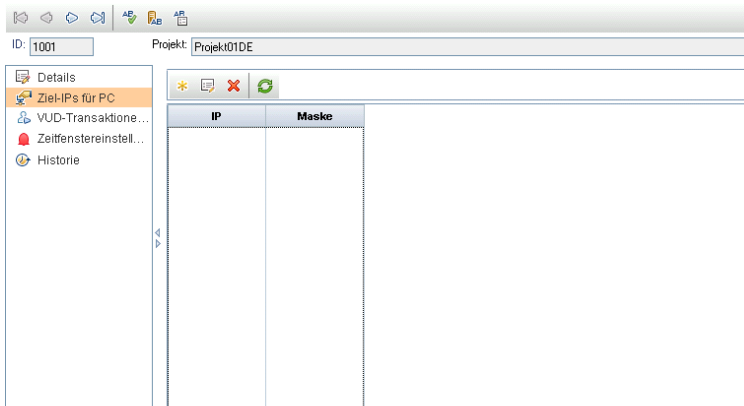 ID: 1001 Projekt: Projekt01DE
Details
Ziel-IPs für PC
VUD-Transaktione...
Zeitfenstereinstell...
Historie
IP Maske